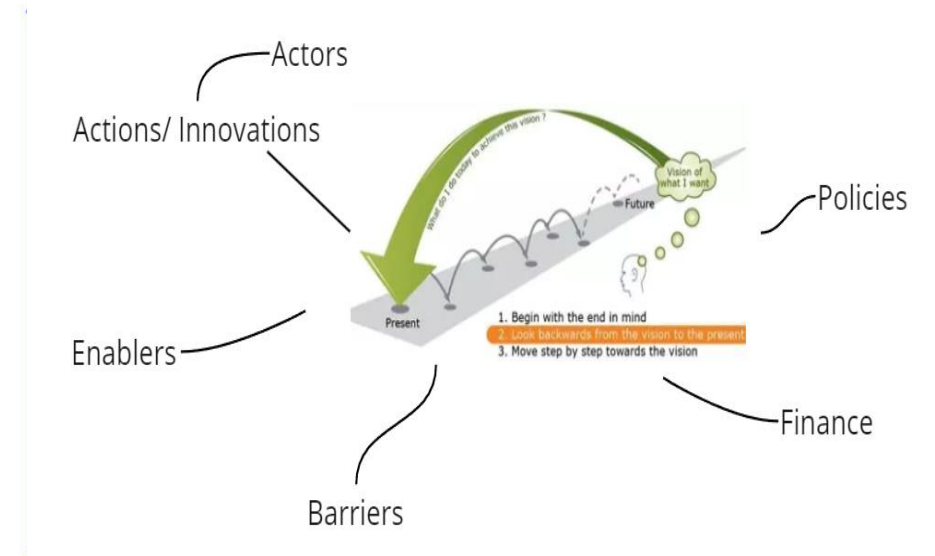 Actors
Actions/ Innovations
What do I do today to achieve this vision ?
Vision of
what I want
Policies
Future
Present
1. Begin with the end in mind
2. Look backwards from the vision to the present
3. Move step by step towards the vision
Enablers
Finance
Barriers